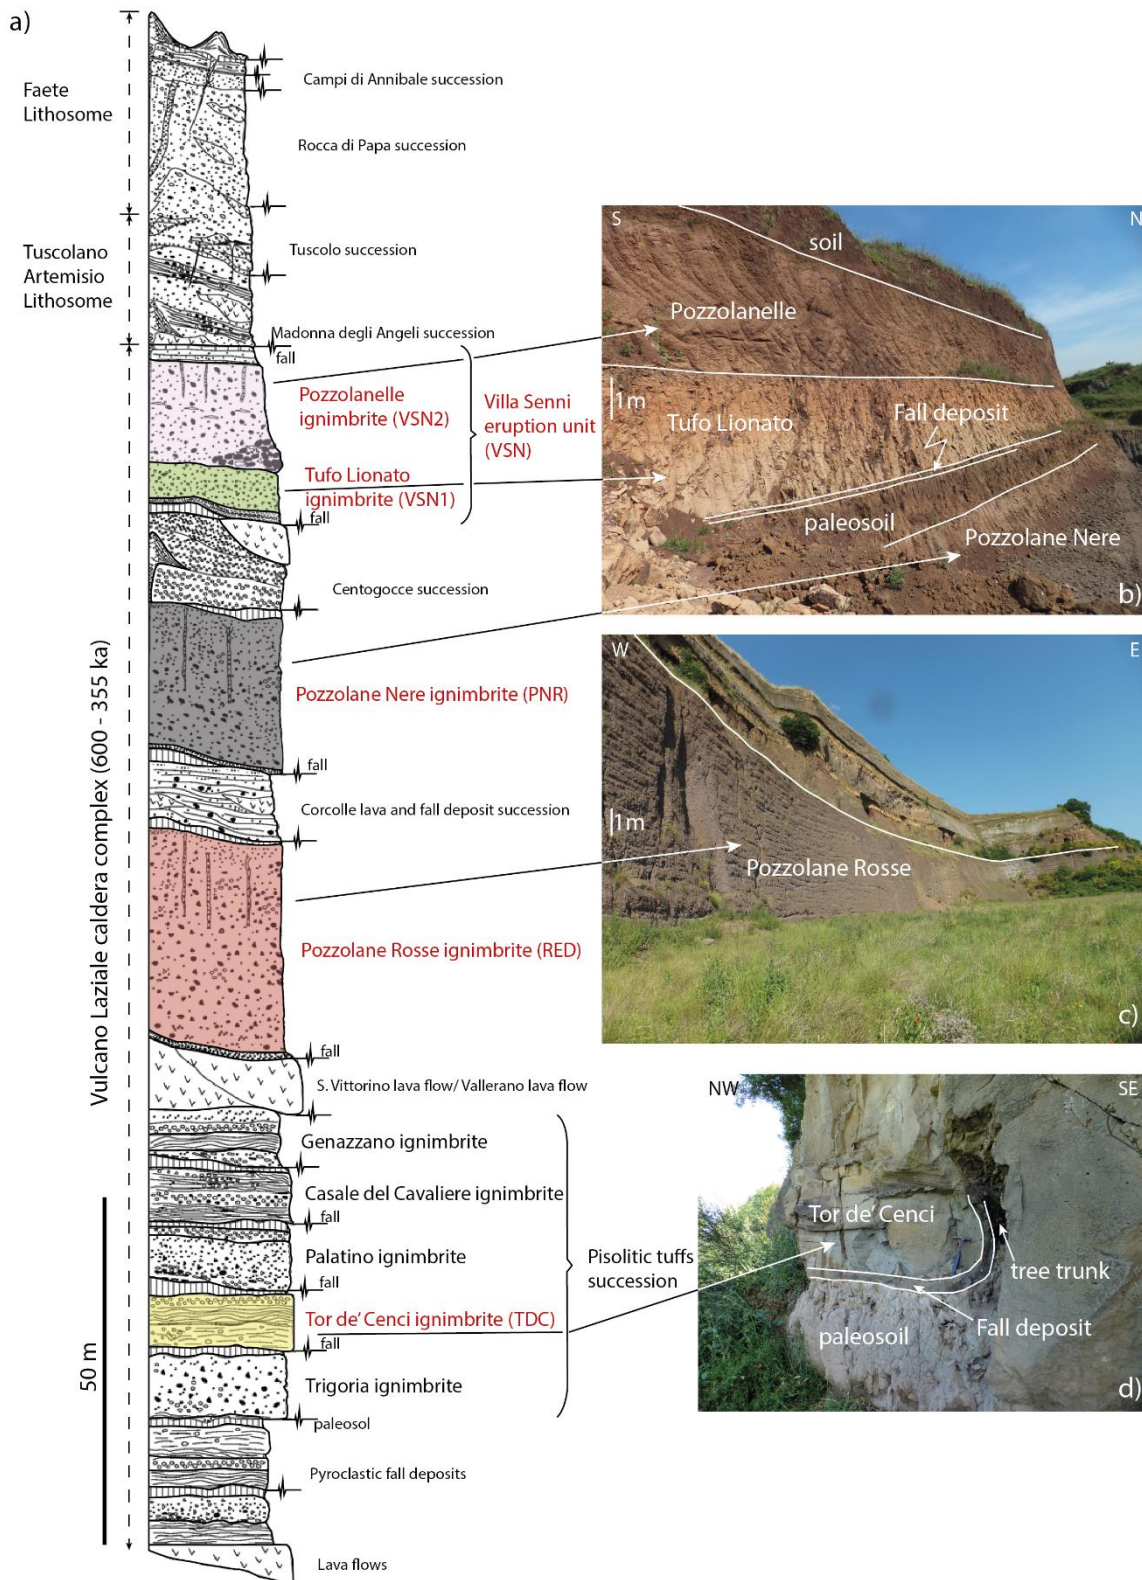 a)
Faete
Lithosome
Campi di Annibale succession
Rocca di Papa succession
Tuscolano
Artemisio
Lithosome
Tuscolo succession
Madonna degli Angeli succession
fall
Pozzolanelle
ignimbrite (VSN2)
Villa Senni
eruption unit
(VSN)
Tufo Lionato
ignimbrite (VSN1)
fall
Centogocce succession
Vulcano Laziale caldera complex (600 - 355 ka)
Pozzolane Nere ignimbrite (PNR)
fall
Corcolle lava and fall deposit succession
Pozzolane Rosse ignimbrite (RED)
fall
S. Vittorino lava flow/ Vallerano lava flow
Genazzano ignimbrite
Casale del Cavaliere ignimbrite
fall
Palatino ignimbrite
fall
Pisolitic tuffs
succession
Tor de' Cenci ignimbrite (TDC)
fall
Trigoria ignimbrite
paleosol
Pyroclastic fall deposits
Lava flows
50 m
S
N
soil
Pozzolanelle
1m
Tufo Lionato
Fall deposit
paleosoil
Pozzolane Nere
b)
W
E
1m
Pozzolane Rosse
c)
NW
SE
Tor de' Cenci
tree trunk
Fall deposit
paleosoil
d)